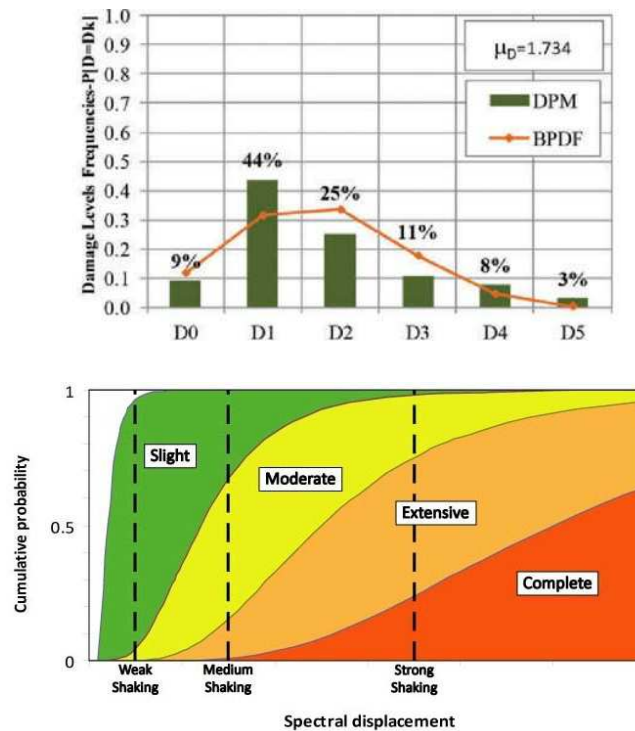 Damage Levels Frequencies-P[D=Dk]
1.0
0.9
0.8
0.7
0.6
0.5
0.4
0.3
0.2
0.1
0.0
μD=1.734
DPM
BPDF
9%
44%
25%
11%
8%
3%
D0 D1 D2 D3 D4 D5
Cumulative probability
1
0.5
0
Slight
Moderate
Extensive
Complete
Weak Shaking
Medium Shaking
Strong Shaking
Spectral displacement